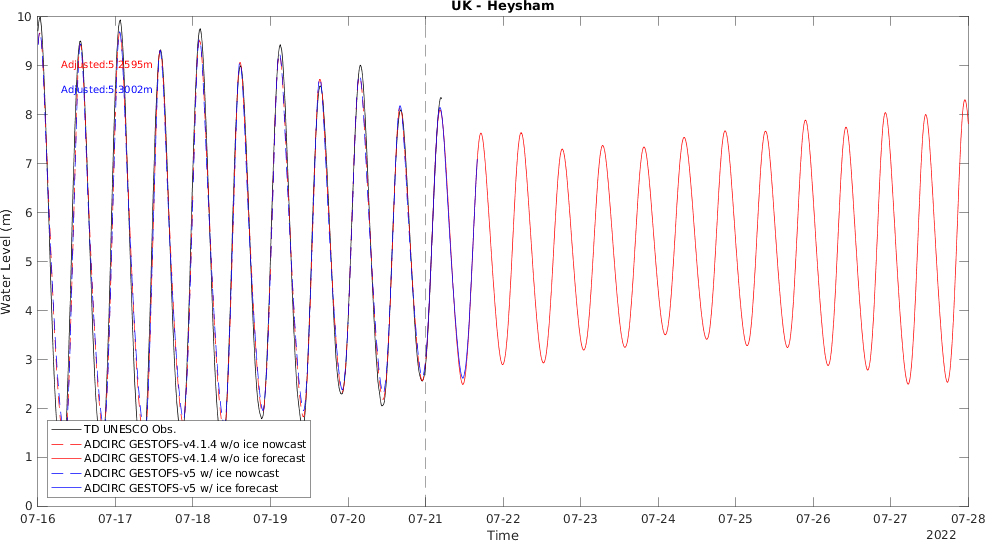 UK - Heysham
10
9
8
7
6
5
4
3
2
1
0
Water Level (m)
Adjusted:5.2595m
Adjusted:5.3002m
TD UNESCO Obs.
ADCIRC GESTOFS-v4.1.4 w/o ice nowcast
ADCIRC GESTOFS-v4.1.4 w/o ice forecast
ADCIRC GESTOFS-v5 w/ ice nowcast
ADCIRC GESTOFS-v5 w/ ice forecast
07-16 07-17 07-18 07-19 07-20 07-21 07-22 07-23 07-24 07-25 07-26 07-27 07-28
Time
2022